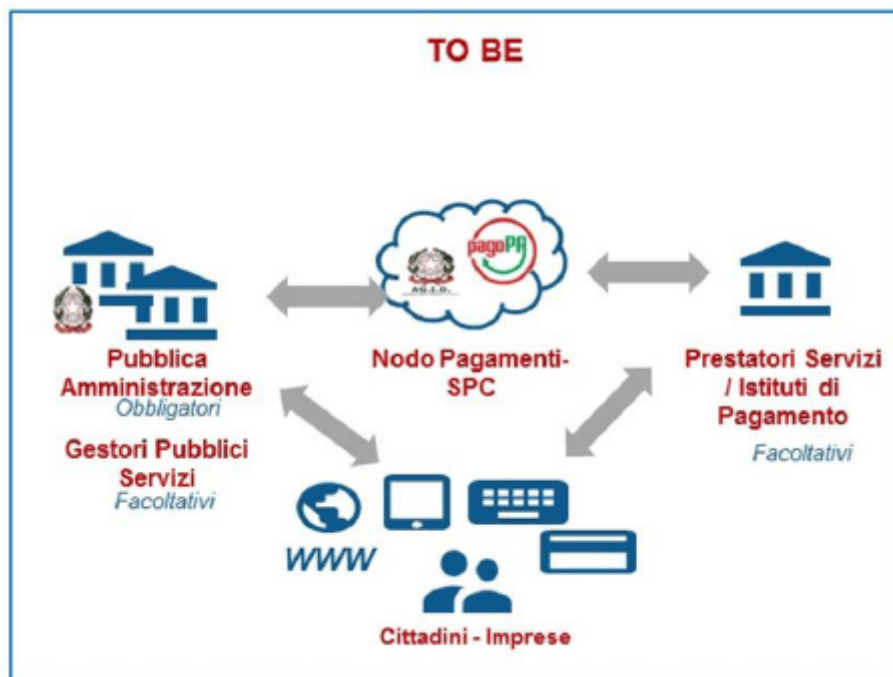 TO BE
pagoPA
AG.I.D.
Pubblica
Amministrazione
Obbligatori
Gestori Pubblici
Servizi
Facoltativi
Nodo Pagamenti-
SPC
Prestatori Servizi
/ Istituti di
Pagamento
Facoltativi
WWW
Cittadini - Imprese